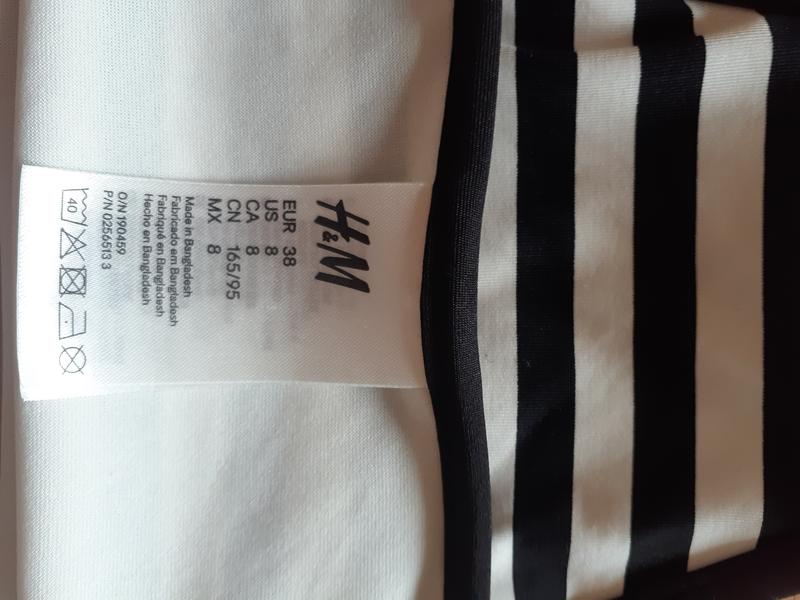 H&M
EUR 38
US 8
CA 8
CN 165/95
MX 8
Made in Bangladesh
Fabricado em Bangladesh
Fabriqué en Bangladesh
Hecho en Bangladesh
O/N 190459
P/N 0256513 3
40